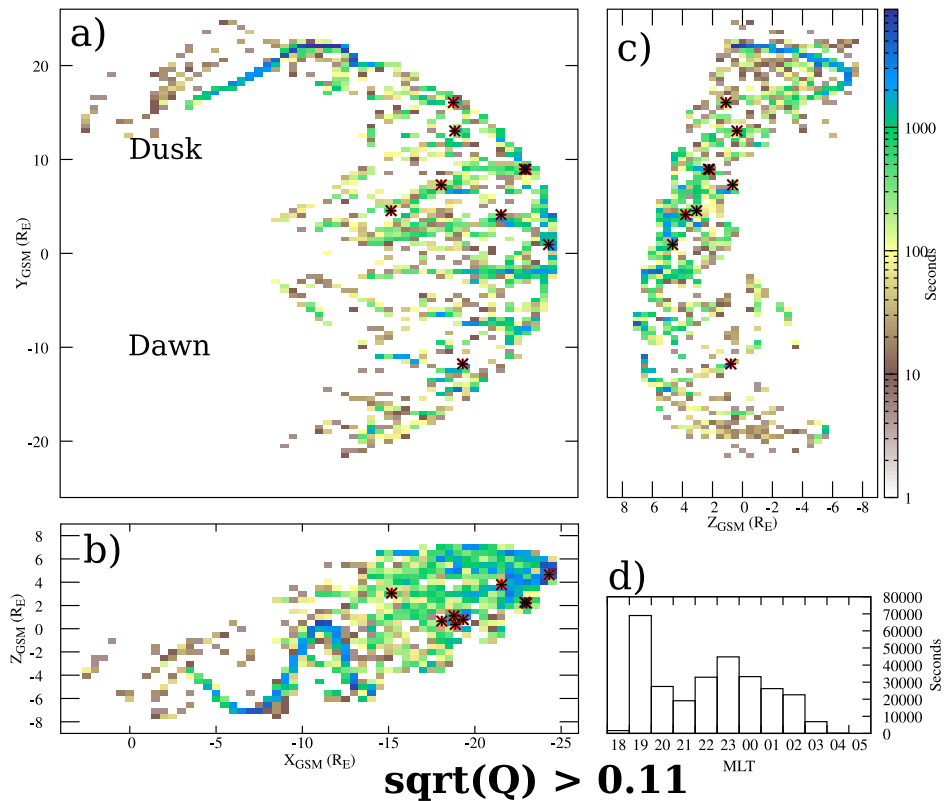 a)
20
10
0
-10
-20
Y_GSM (R_E)
Dusk
Dawn
c)
8 6 4 2 0 -2 -4 -6 -8
Z_GSM (R_E)
1000
100
10
1
Seconds
b)
8
6
4
2
0
-2
-4
-6
-8
Z_GSM (R_E)
0 -5 -10 -15 -20 -25
X_GSM (R_E)
d)
80000
70000
60000
50000
40000
30000
20000
10000
0
Seconds
18 19 20 21 22 23 00 01 02 03 04 05
MLT
sqrt(Q) > 0.11